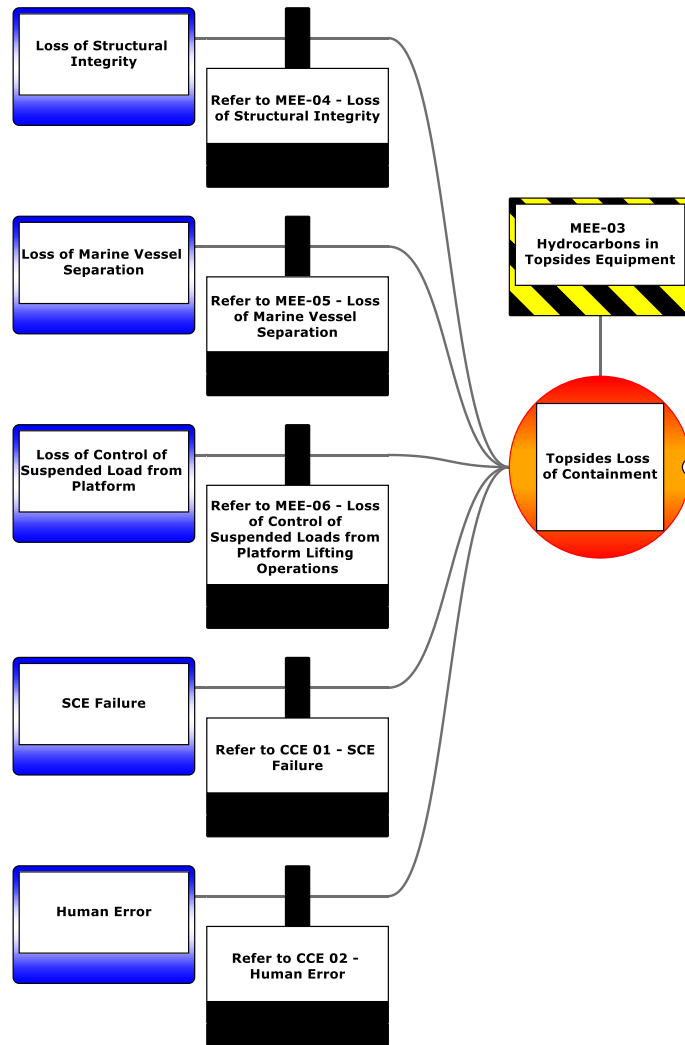 Loss of Structural
Integrity
Refer to MEE-04 - Loss
of Structural Integrity
MEE-03
Hydrocarbons in
Topsides Equipment
Loss of Marine Vessel
Separation
Refer to MEE-05 - Loss
of Marine Vessel
Separation
Topsides Loss
of Containment
Loss of Control of
Suspended Load from
Platform
Refer to MEE-06 - Loss
of Control of
Suspended Loads from
Platform Lifting
Operations
SCE Failure
Refer to CCE 01 - SCE
Failure
Human Error
Refer to CCE 02 -
Human Error